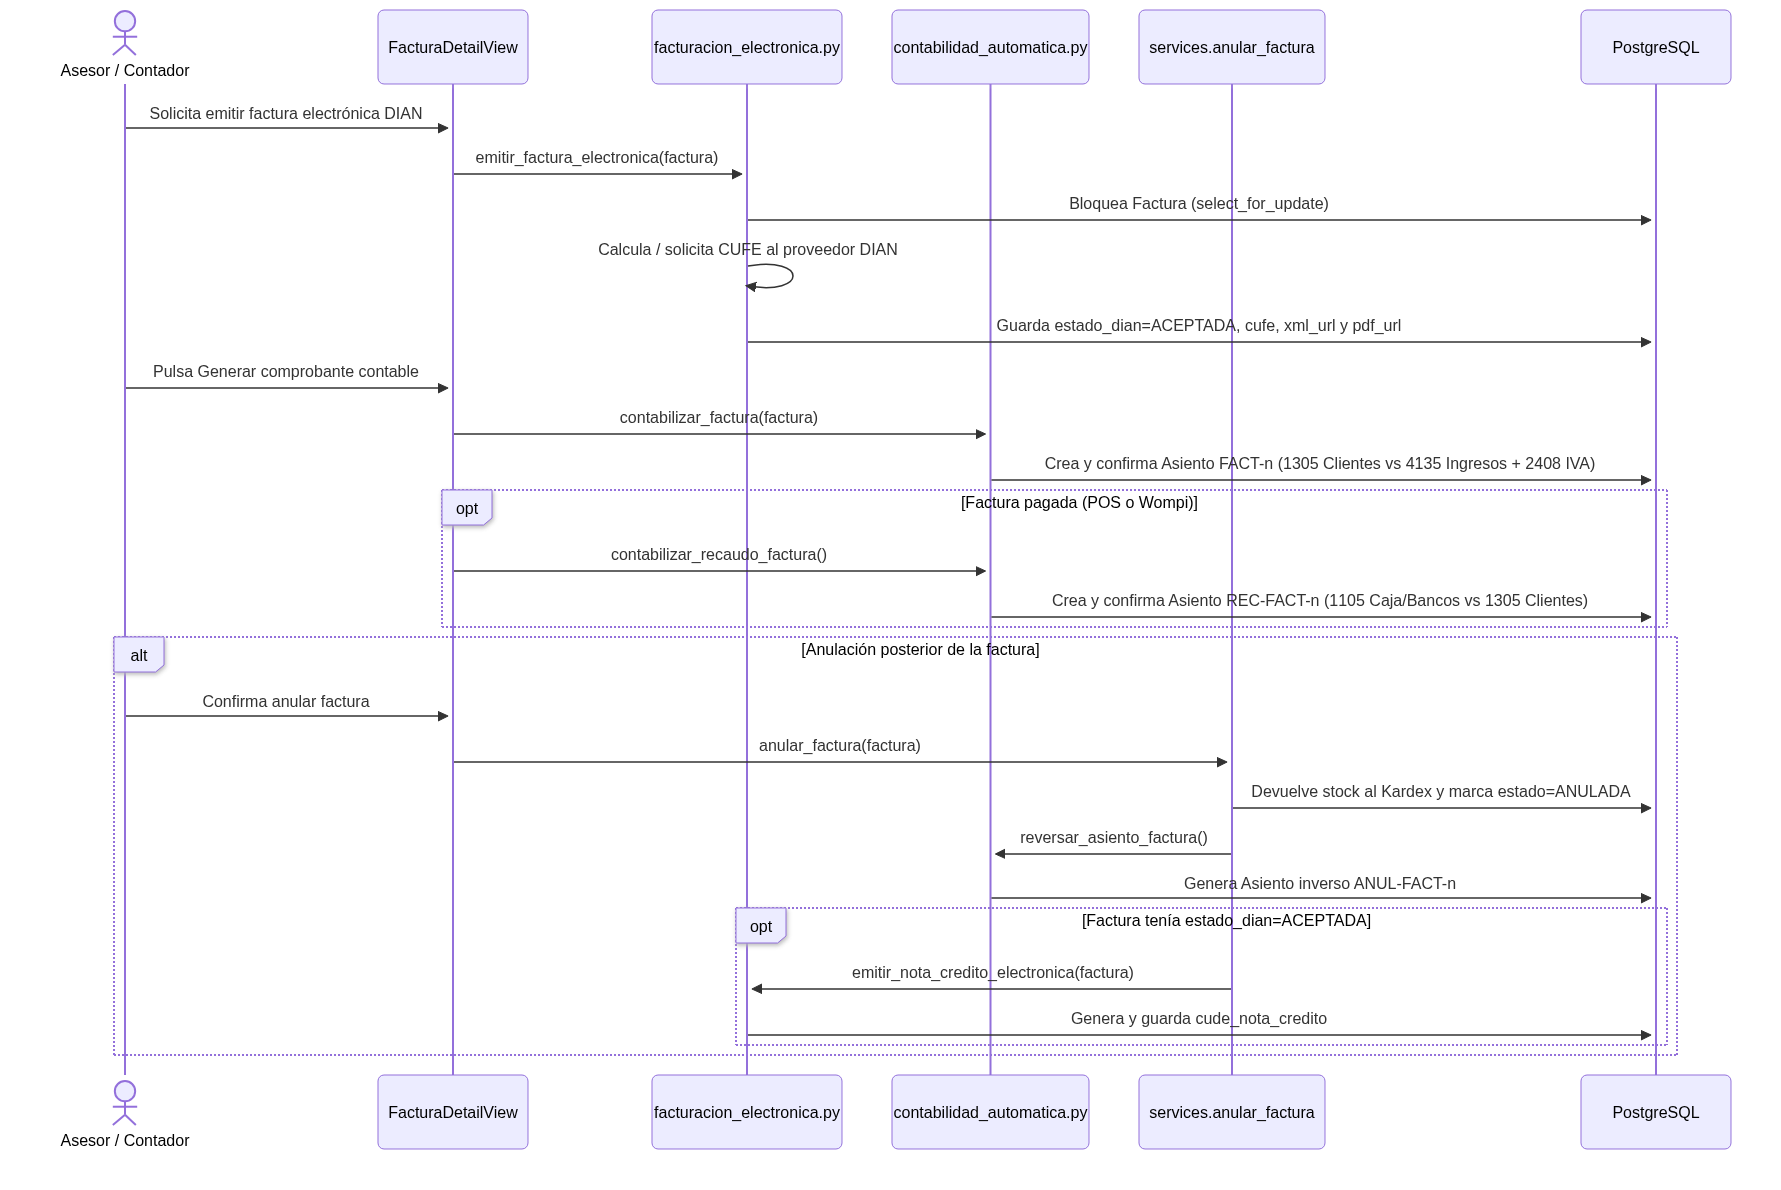 Asesor / Contador
FacturaDetailView
facturacion_electronica.py
contabilidad_automatica.py
services.anular_factura
PostgreSQL
Solicita emitir factura electrónica DIAN
emitir_factura_electronica(factura)
Bloquea Factura (select_for_update)
Calcula / solicita CUFE al proveedor DIAN
Guarda estado_dian=ACEPTADA, cufe, xml_url y pdf_url
Pulsa Generar comprobante contable
contabilizar_factura(factura)
Crea y confirma Asiento FACT-n (1305 Clientes vs 4135 Ingresos + 2408 IVA)
opt
[Factura pagada (POS o Wompi)]
contabilizar_recaudo_factura()
Crea y confirma Asiento REC-FACT-n (1105 Caja/Bancos vs 1305 Clientes)
alt
[Anulación posterior de la factura]
Confirma anular factura
anular_factura(factura)
Devuelve stock al Kardex y marca estado=ANULADA
reversar_asiento_factura()
Genera Asiento inverso ANUL-FACT-n
opt
[Factura tenía estado_dian=ACEPTADA]
emitir_nota_credito_electronica(factura)
Genera y guarda cude_nota_credito
Asesor / Contador
FacturaDetailView
facturacion_electronica.py
contabilidad_automatica.py
services.anular_factura
PostgreSQL